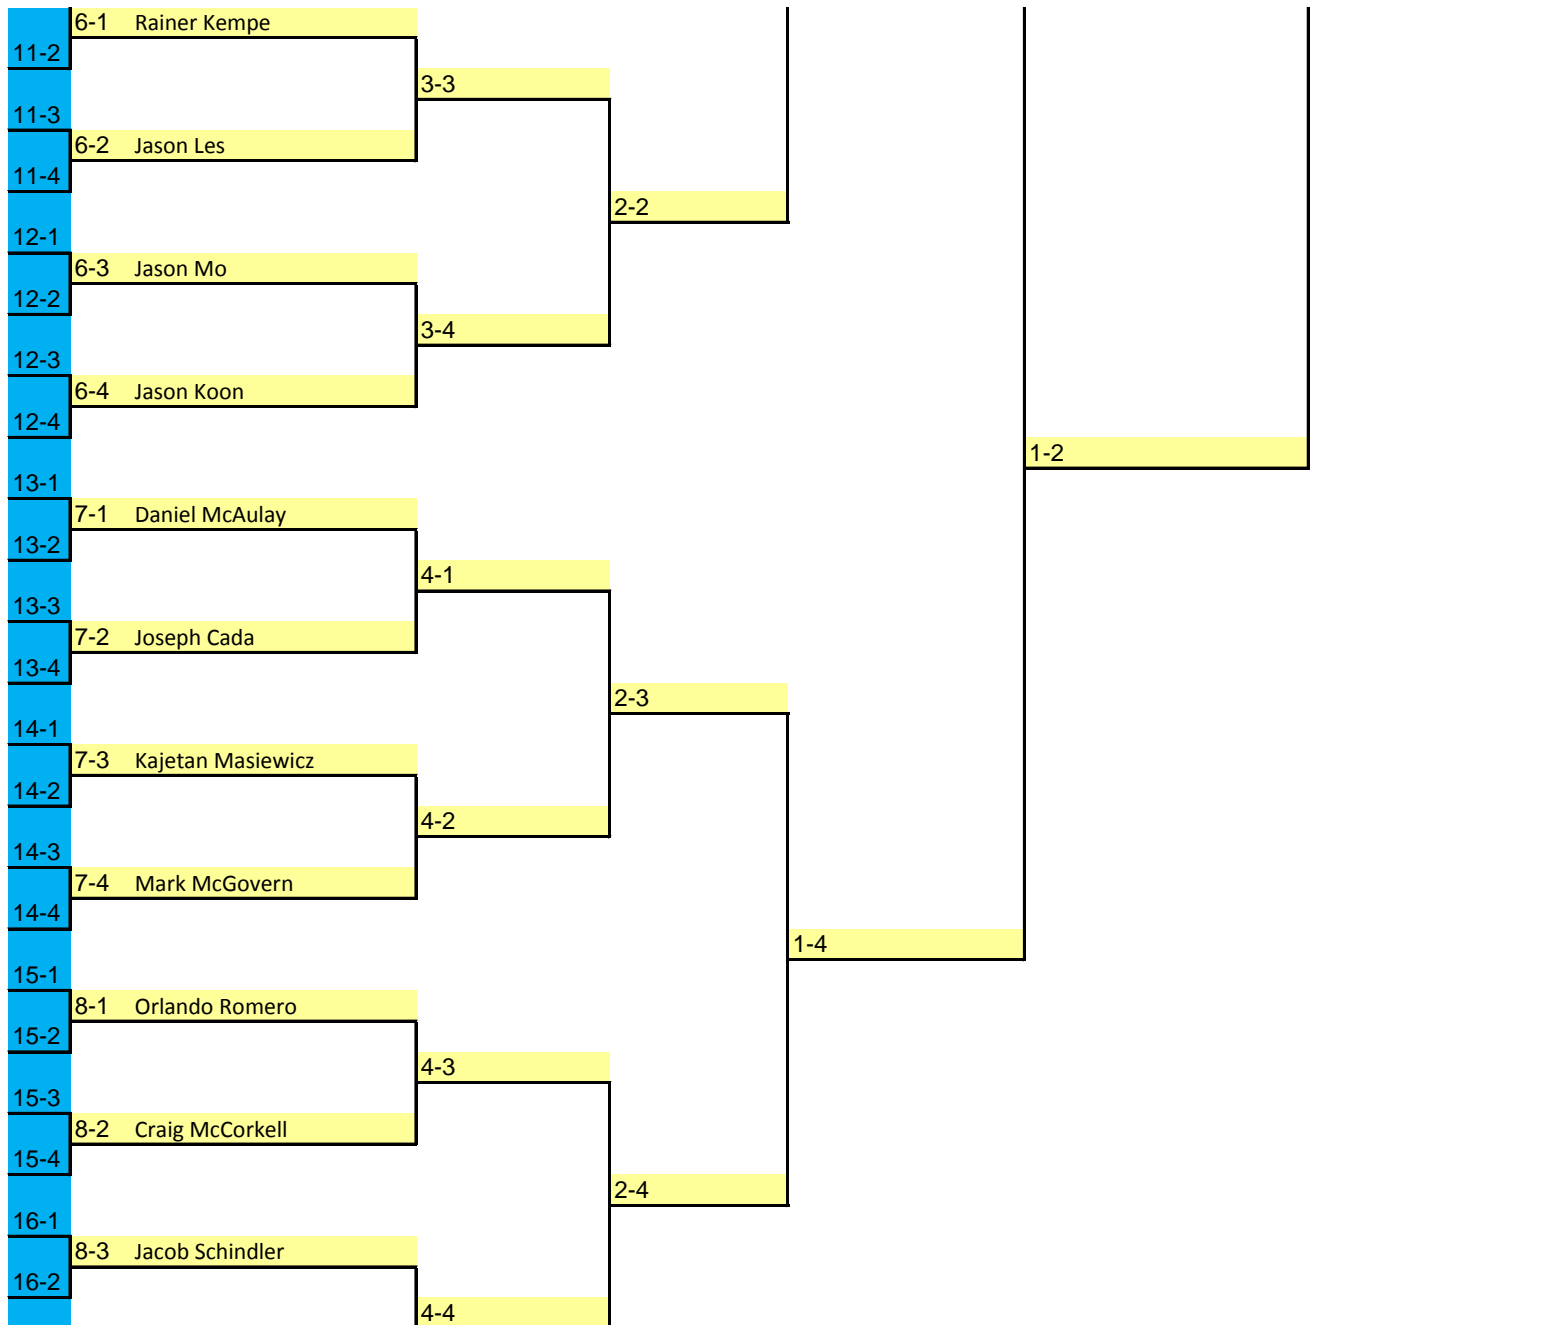 6-1 Rainer Kempe
11-2
3-3
11-3
6-2 Jason Les
11-4
2-2
12-1
6-3 Jason Mo
12-2
3-4
12-3
6-4 Jason Koon
12-4
1-2
13-1
7-1 Daniel McAulay
13-2
4-1
13-3
7-2 Joseph Cada
13-4
2-3
14-1
7-3 Kajetan Masiewicz
14-2
4-2
14-3
7-4 Mark McGovern
14-4
1-4
15-1
8-1 Orlando Romero
15-2
4-3
15-3
8-2 Craig McCorkell
15-4
2-4
16-1
8-3 Jacob Schindler
16-2
4-4